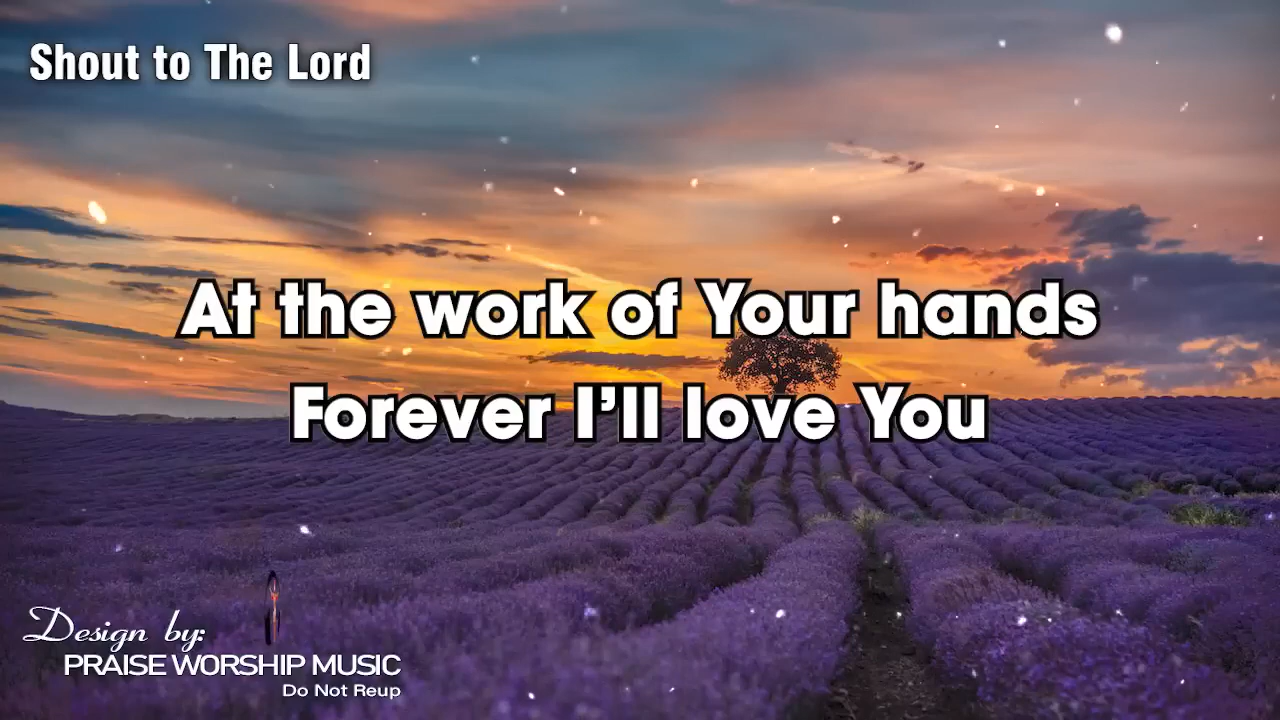 Shout to The Lord
At the work of Your hands
Forever I'll love You
Design by:
PRAISE WORSHIP MUSIC
Do Not Reup